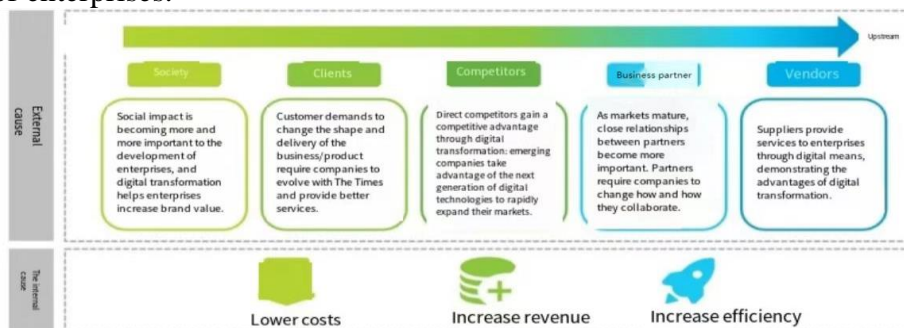 of enterprises.
Upstream
Society
Clients
Competitors
Business partner
Vendors
External
cause
Social impact is
becoming more and
more important to the
development of
enterprises, and
digital transformation
helps enterprises
increase brand value.
Customer demands to
change the shape and
delivery of the
business/product
require companies to
evolve with The Times
and provide better
services.
Direct competitors gain a
competitive advantage
through digital
transformation: emerging
companies take
advantage of the next
generation of digital
technologies to rapidly
expand their markets.
As markets mature,
close relationships
between partners
become more
important. Partners
require companies to
change how and how
they collaborate.
Suppliers provide
services to enterprises
through digital means,
demonstrating the
advantages of digital
transformation.
The internal
cause
Lower costs
Increase revenue
Increase efficiency